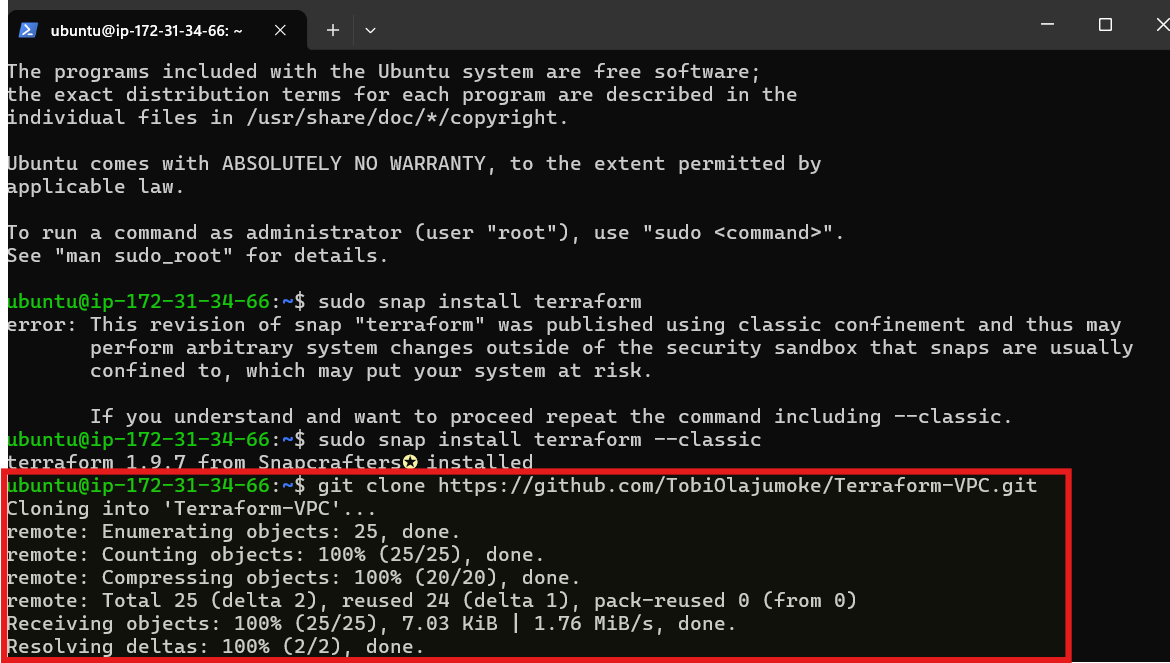 ubuntu@ip-172-31-34-66: ~
The programs included with the Ubuntu system are free software;
the exact distribution terms for each program are described in the
individual files in /usr/share/doc/*/copyright.
Ubuntu comes with ABSOLUTELY NO WARRANTY, to the extent permitted by
applicable law.
To run a command as administrator (user "root"), use "sudo <command>".
See "man sudo_root" for details.
ubuntu@ip-172-31-34-66:~$ sudo snap install terraform
error: This revision of snap "terraform" was published using classic confinement and thus may
perform arbitrary system changes outside of the security sandbox that snaps are usually
confined to, which may put your system at risk.
If you understand and want to proceed repeat the command including --classic.
ubuntu@ip-172-31-34-66:~$ sudo snap install terraform --classic
terraform 1.9.7 from Snapcrafters✪ installed
ubuntu@ip-172-31-34-66:~$ git clone https://github.com/TobiOlajumoke/Terraform-VPC.git
Cloning into 'Terraform-VPC'...
remote: Enumerating objects: 25, done.
remote: Counting objects: 100% (25/25), done.
remote: Compressing objects: 100% (20/20), done.
remote: Total 25 (delta 2), reused 24 (delta 1), pack-reused 0 (from 0)
Receiving objects: 100% (25/25), 7.03 KiB | 1.76 MiB/s, done.
Resolving deltas: 100% (2/2), done.